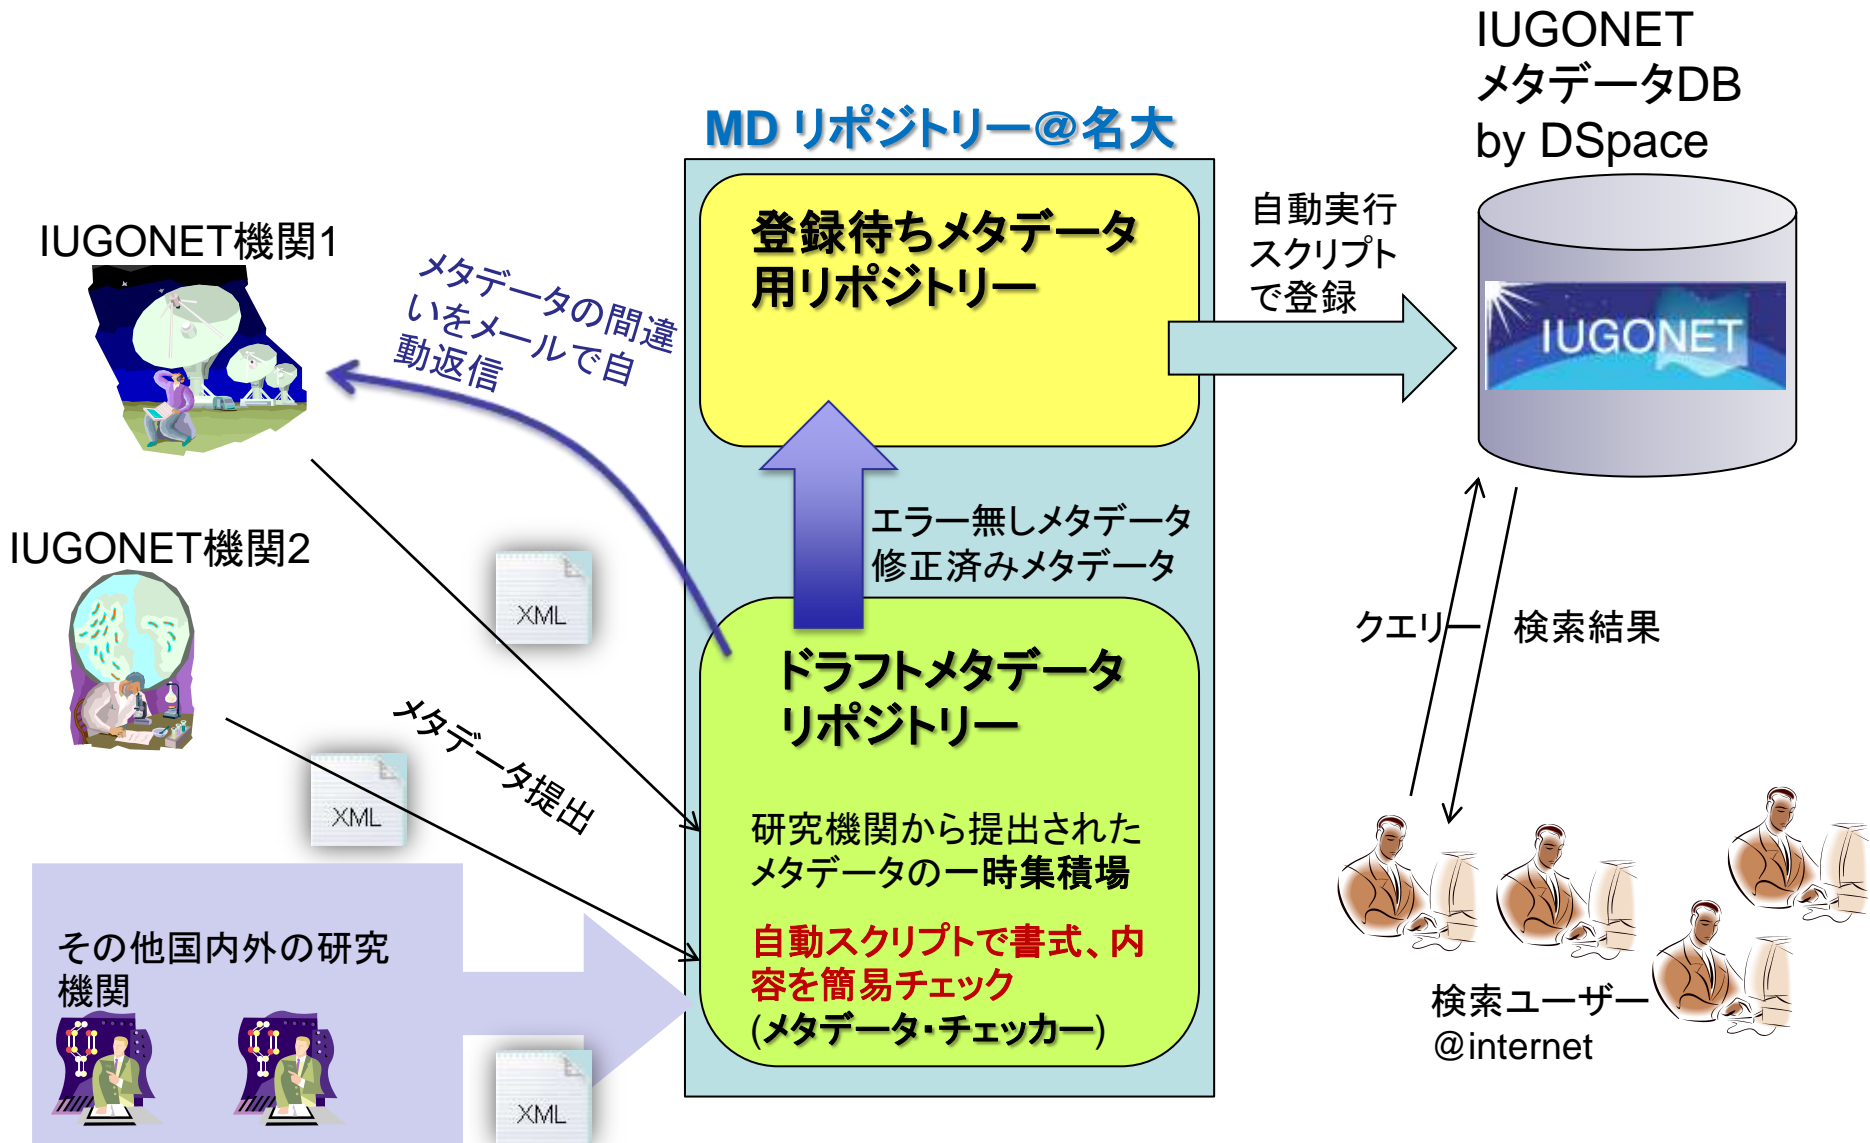 IUGONET
メタデータDB
by DSpace
MD リポジトリー＠名大
登録待ちメタデータ
用リポジトリー
自動実行
スクリプト
で登録
IUGONET
IUGONET機関1
メタデータの間違
いをメールで自
動返信
エラー無しメタデータ
修正済みメタデータ
IUGONET機関2
XML
XML
メタデータ提出
ドラフトメタデータ
リポジトリー
研究機関から提出された
メタデータの一時集積場
自動スクリプトで書式、内
容を簡易チェック
(メタデータ・チェッカー)
クエリー
検索結果
その他国内外の研究
機関
XML
検索ユーザー
@internet